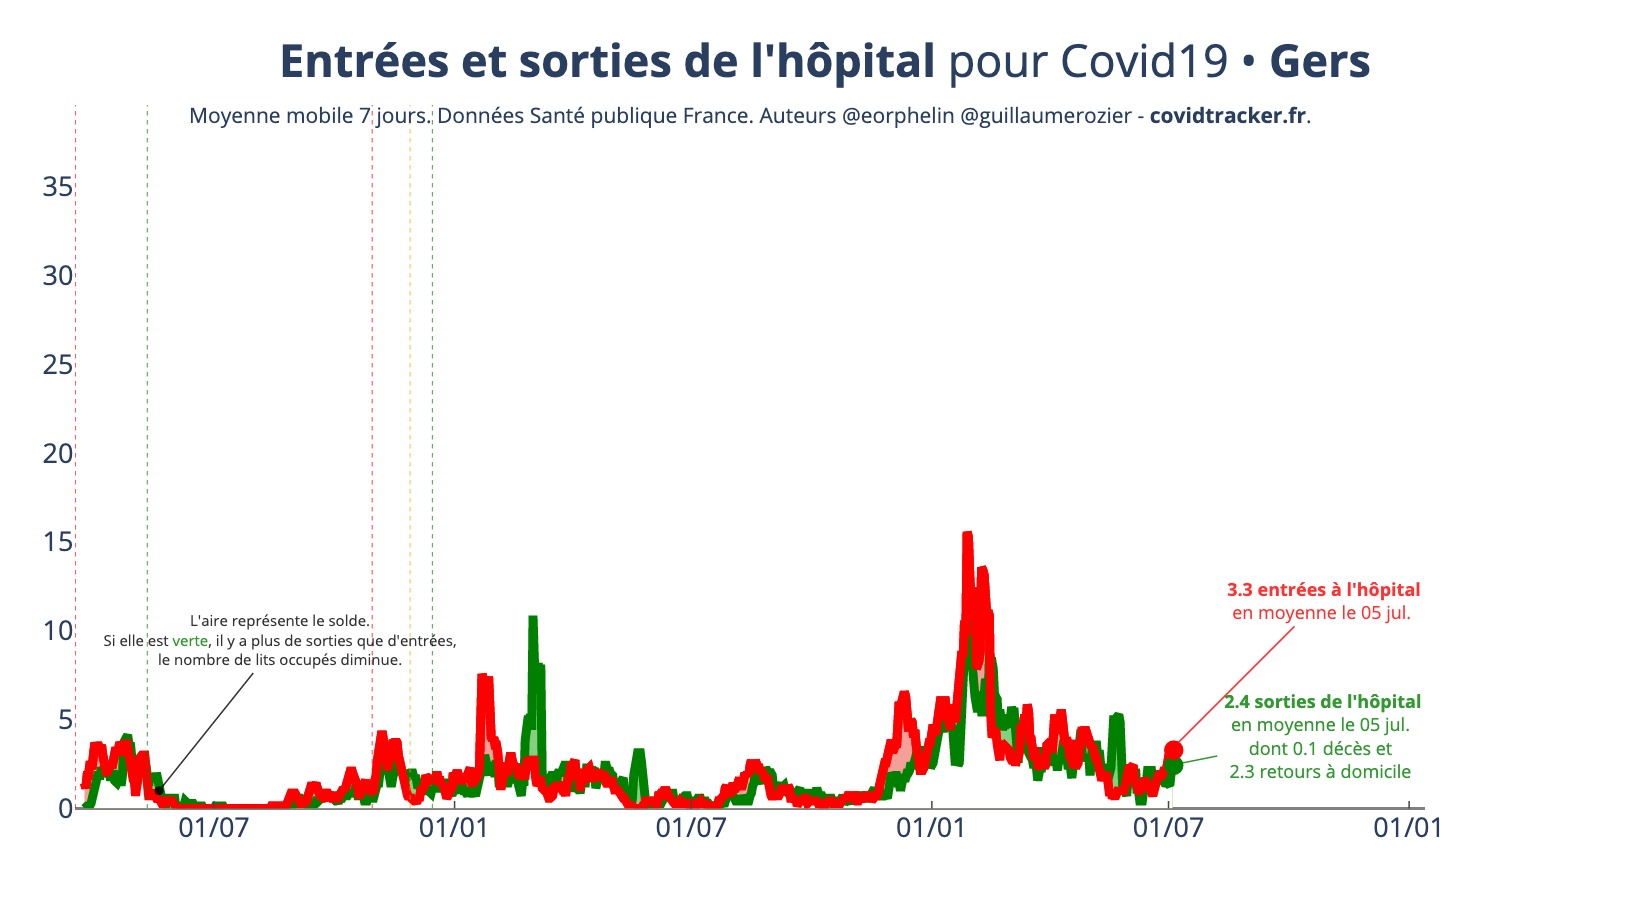 Entrées et sorties de l'hôpital pour Covid19 • Gers
Moyenne mobile 7 jours. Données Santé publique France. Auteurs @eorphelin @guillaumerozier - covidtracker.fr.
35
30
25
20
15
10
5
0
L'aire représente le solde.
Si elle est verte, il y a plus de sorties que d'entrées,
le nombre de lits occupés diminue.
3.3 entrées à l'hôpital
en moyenne le 05 jul.
2.4 sorties de l'hôpital
en moyenne le 05 jul.
dont 0.1 décès et
2.3 retours à domicile
01/07
01/01
01/07
01/01
01/07
01/01